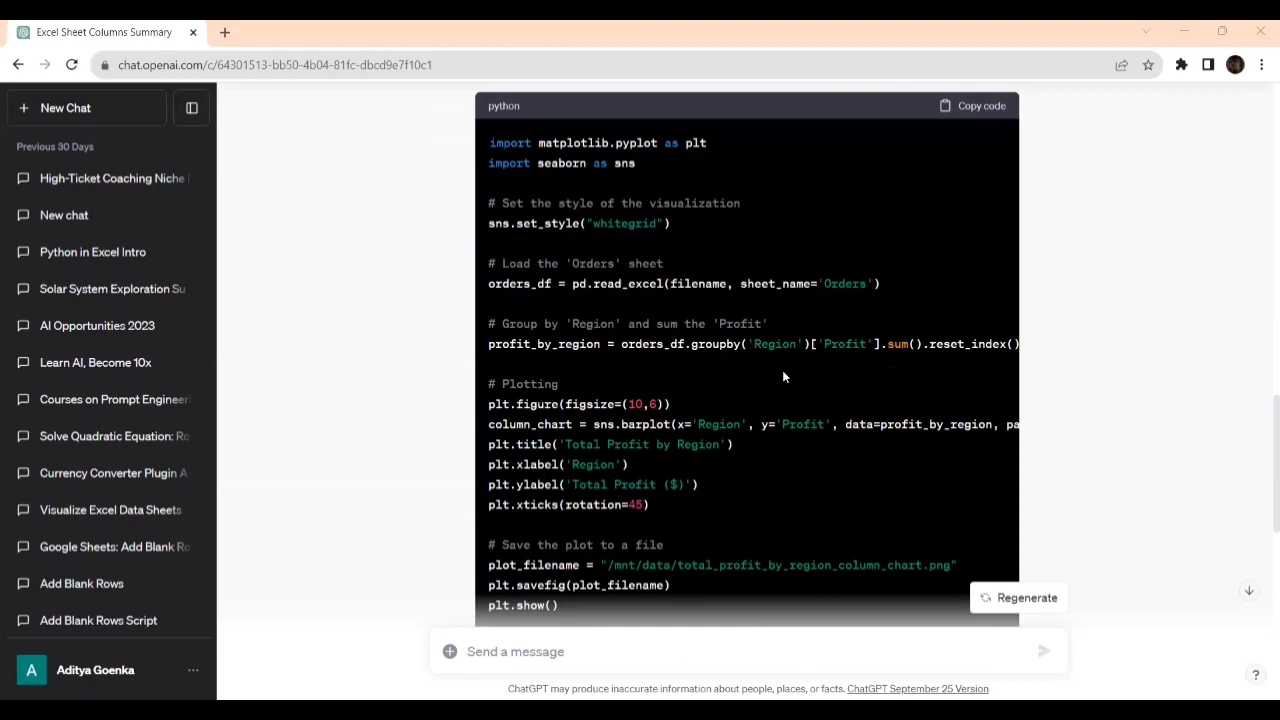 Excel Sheet Columns Summary
chat.openai.com/c/64301513-bb50-4b04-81fc-dbcd9e7f10c1
New Chat
Previous 30 Days
High-Ticket Coaching Niche
New chat
Python in Excel Intro
Solar System Exploration Su
AI Opportunities 2023
Learn AI, Become 10x
Courses on Prompt Engineer
Solve Quadratic Equation: Ro
Currency Converter Plugin A
Visualize Excel Data Sheets
Google Sheets: Add Blank Ro
Add Blank Rows
Add Blank Rows Script
A
Aditya Goenka
python
Copy code
import matplotlib.pyplot as plt
import seaborn as sns
# Set the style of the visualization
sns.set_style("whitegrid")
# Load the 'Orders' sheet
orders_df = pd.read_excel(filename, sheet_name='Orders')
# Group by 'Region' and sum the 'Profit'
profit_by_region = orders_df.groupby('Region')['Profit'].sum().reset_index()
# Plotting
plt.figure(figsize=(10,6))
column_chart = sns.barplot(x='Region', y='Profit', data=profit_by_region, pa
plt.title('Total Profit by Region')
plt.xlabel('Region')
plt.ylabel('Total Profit ($)')
plt.xticks(rotation=45)
# Save the plot to a file
plot_filename = "/mnt/data/total_profit_by_region_column_chart.png"
plt.savefig(plot_filename)
plt.show()
Regenerate
Send a message
ChatGPT may produce inaccurate information about people, places, or facts. ChatGPT September 25 Version
?